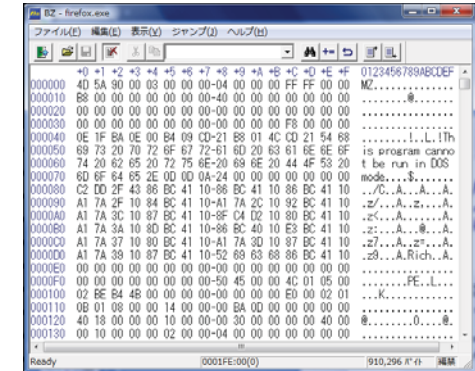 BZ - firefox.exe
ファイル(F) 編集(E) 表示(V) ジャンプ(J) ヘルプ(H)
+0 +1 +2 +3 +4 +5 +6 +7 +8 +9 +A +B +C +D +E +F 0123456789ABCDEF
000000 4D 5A 90 00 03 00 00 00-04 00 00 00 FF FF 00 00 MZ..............
000010 B8 00 00 00 00 00 00 00-40 00 00 00 00 00 00 00 ........@.......
000020 00 00 00 00 00 00 00 00-00 00 00 00 00 00 00 00 ................
000030 00 00 00 00 00 00 00 00-00 00 00 00 F8 00 00 00 ................
000040 0E 1F BA 0E 00 B4 09 CD-21 B8 01 4C CD 21 54 68 ........!..L.!Th
000050 69 73 20 70 72 6F 67 72-61 6D 20 63 61 6E 6E 6F is program canno
000060 74 20 62 65 20 72 75 6E-20 69 6E 20 44 4F 53 20 t be run in DOS
000070 6D 6F 64 65 2E 0D 0D 0A-24 00 00 00 00 00 00 00 mode....$.......
000080 C2 DD 2F 43 86 BC 41 10-86 BC 41 10 86 BC 41 10 ../C..A...A...A.
000090 A1 7A 2F 10 84 BC 41 10-A1 7A 2C 10 92 BC 41 10 .z/...A..z,...A.
0000A0 A1 7A 3C 10 87 BC 41 10-8F C4 D2 10 80 BC 41 10 .z<...A.......A.
0000B0 A1 7A 3A 10 8D BC 41 10-86 BC 40 10 E3 BC 41 10 .z:...A...@...A.
0000C0 A1 7A 37 10 80 BC 41 10-A1 7A 3D 10 87 BC 41 10 .z7...A..z=...A.
0000D0 A1 7A 39 10 87 BC 41 10-52 69 63 68 86 BC 41 10 .z9...A.Rich..A.
0000E0 00 00 00 00 00 00 00 00-00 00 00 00 00 00 00 00 ................
0000F0 00 00 00 00 00 00 00 00-50 45 00 00 4C 01 05 00 ........PE..L...
000100 02 BE B4 4B 00 00 00 00-00 00 00 00 E0 00 02 01 ...K............
000110 0B 01 08 00 00 14 00 00-00 BA 0D 00 00 00 00 00 ................
000120 40 18 00 00 00 10 00 00-00 30 00 00 00 00 40 00 @........0....@.
000130 00 10 00 00 00 02 00 00-04 00 00 00 00 00 00 00 ................
Ready 0001FE:00(0) 910,296 バイト 編禁